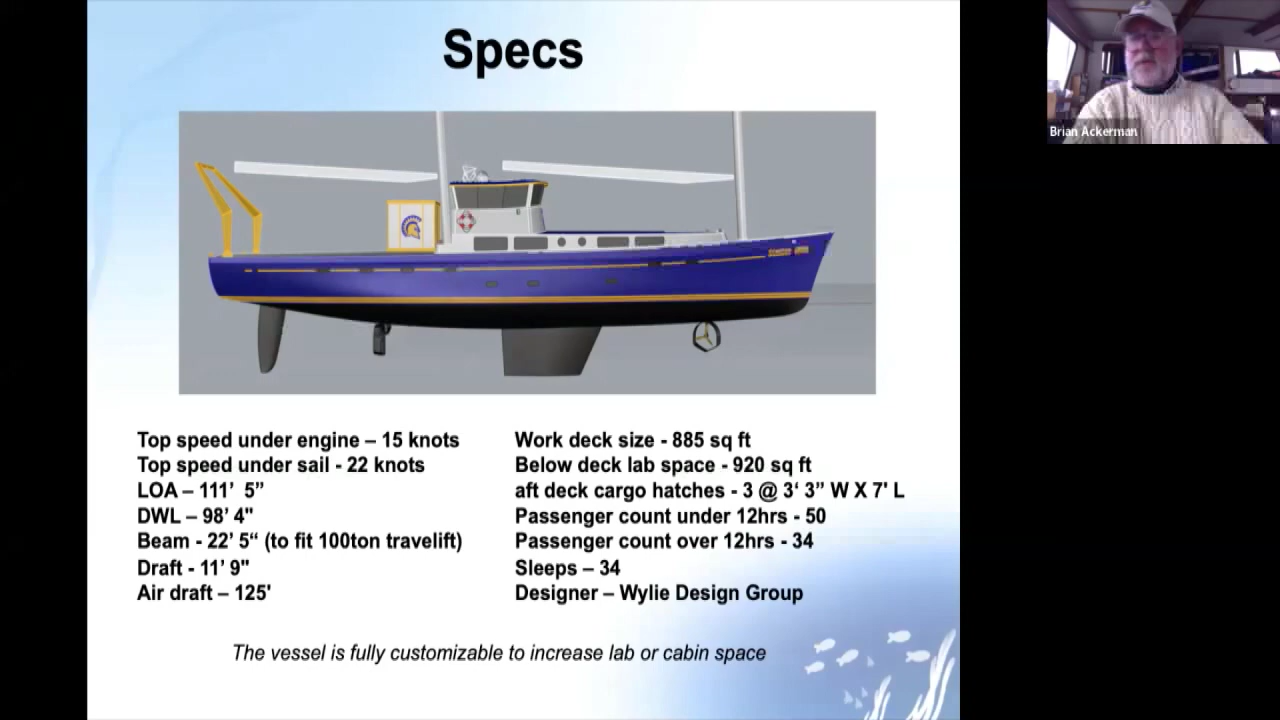 Specs
Brian Ackerman
Top speed under engine – 15 knots
Top speed under sail - 22 knots
LOA – 111’ 5”
DWL – 98’ 4"
Beam - 22’ 5“ (to fit 100ton travelift)
Draft - 11’ 9"
Air draft – 125'
Work deck size - 885 sq ft
Below deck lab space - 920 sq ft
aft deck cargo hatches - 3 @ 3‘ 3” W X 7' L
Passenger count under 12hrs - 50
Passenger count over 12hrs - 34
Sleeps – 34
Designer – Wylie Design Group
The vessel is fully customizable to increase lab or cabin space